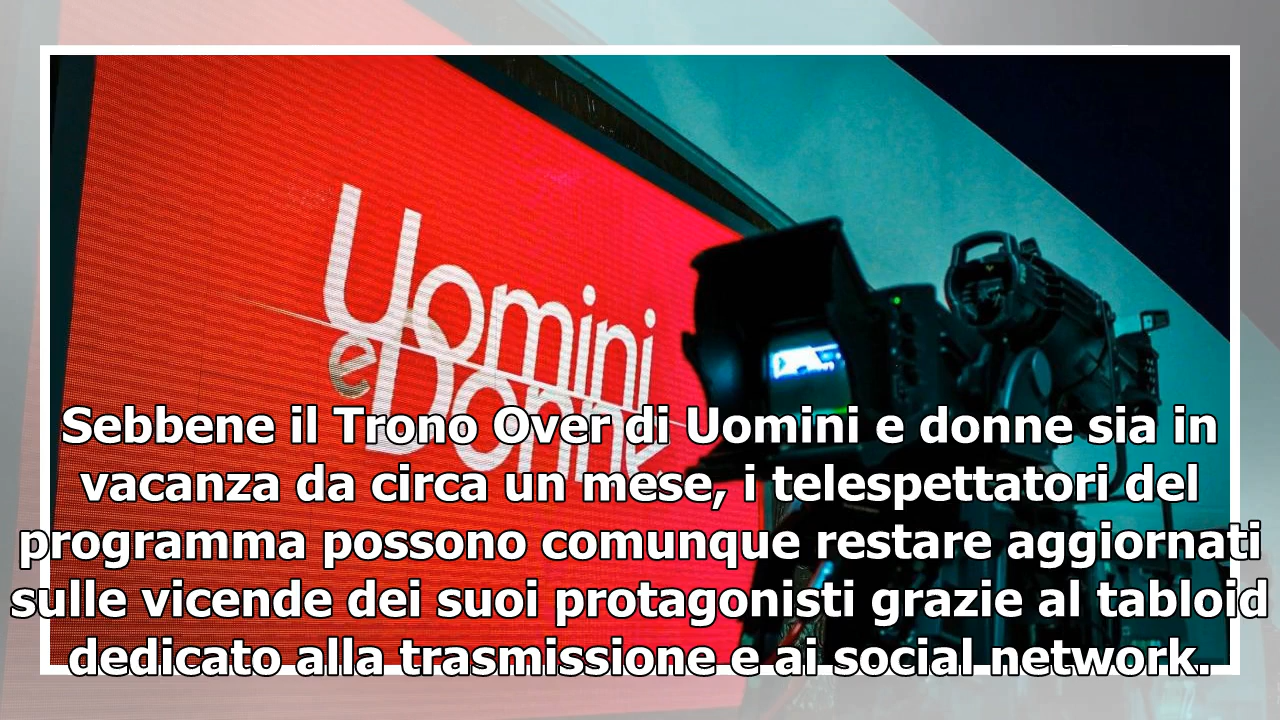 Uomini
e Donne
Sebbene il Trono Over di Uomini e donne sia in
vacanza da circa un mese, i telespettatori del
programma possono comunque restare aggiornati
sulle vicende dei suoi protagonisti grazie al tabloid
dedicato alla trasmissione e ai social network.